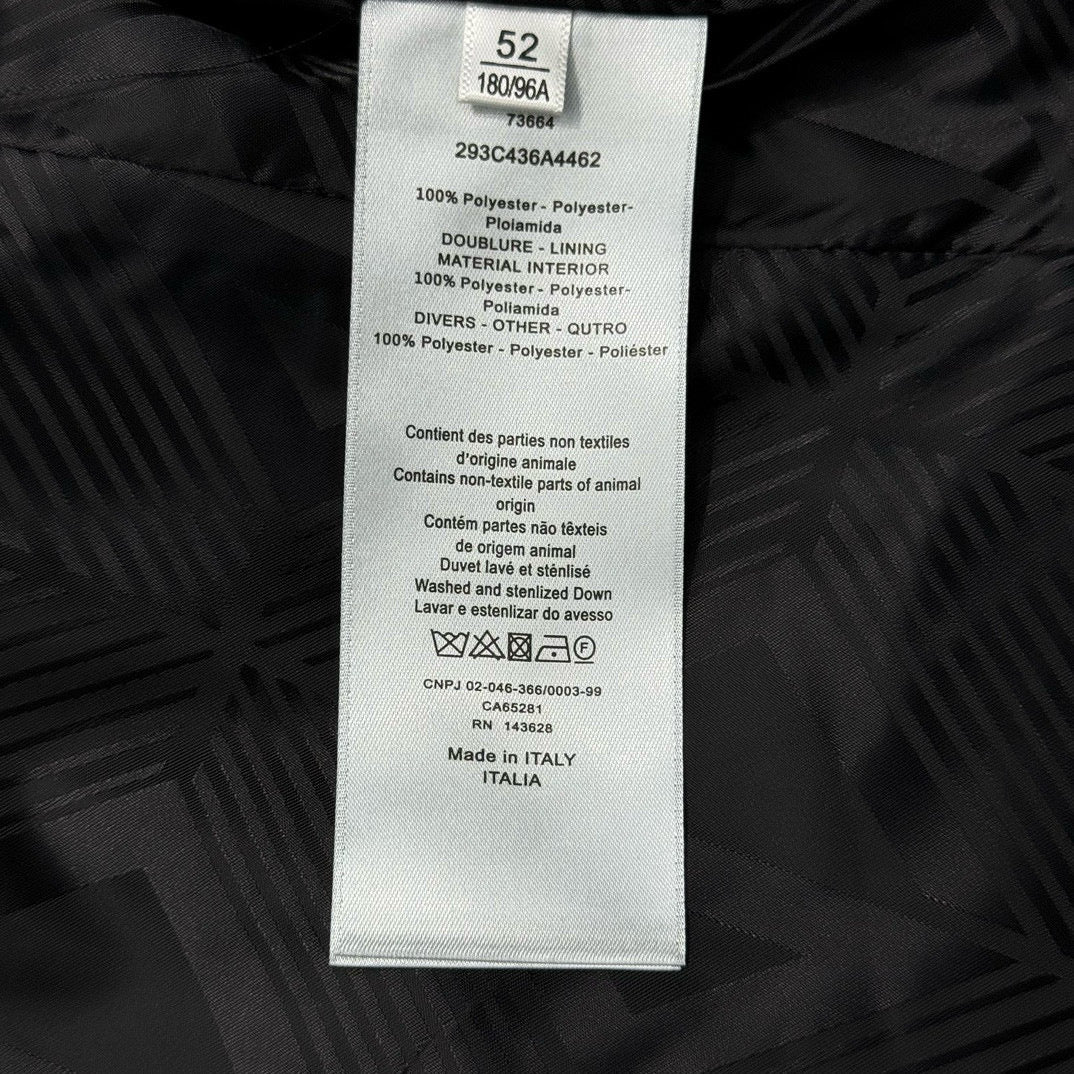 52
180/96A
73664
293C436A4462
100% Polyester - Polyester-
Ploiamida
DOUBLURE - LINING
MATERIAL INTERIOR
100% Polyester - Polyester-
Poliamida
DIVERS - OTHER - QUTRO
100% Polyester - Polyester - Poliéster
Contient des parties non textiles
d'origine animale
Contains non-textile parts of animal
origin
Contém partes não têxteis
de origem animal
Duvet lavé et sténlisé
Washed and stenlized Down
Lavar e estenlizar do avesso
F
CNPJ 02-046-366/0003-99
CA65281
RN 143628
Made in ITALY
ITALIA